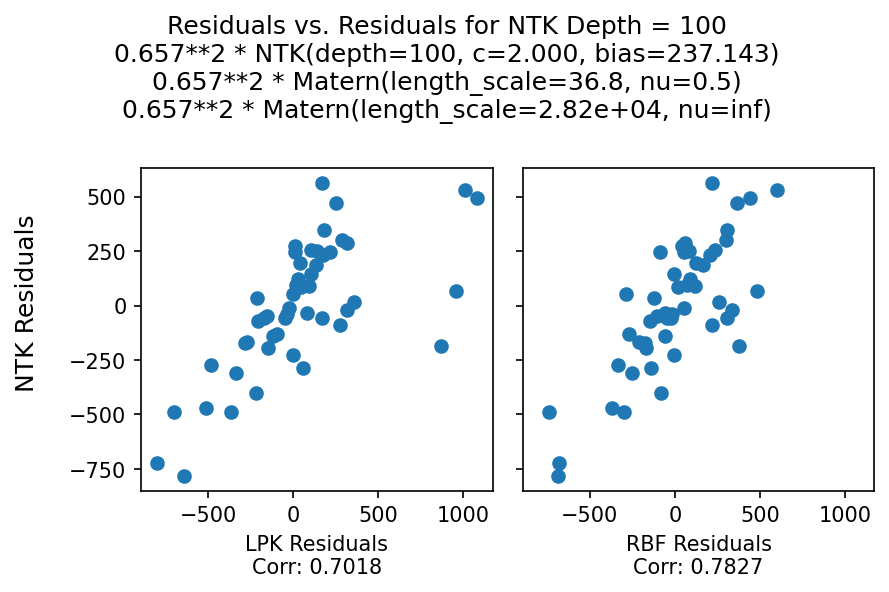 Residuals vs. Residuals for NTK Depth = 100
0.657**2 * NTK(depth=100, c=2.000, bias=237.143)
0.657**2 * Matern(length_scale=36.8, nu=0.5)
0.657**2 * Matern(length_scale=2.82e+04, nu=inf)
NTK Residuals
500
250
0
−250
−500
−750
−500 0 500 1000
LPK Residuals
Corr: 0.7018
−500 0 500 1000
RBF Residuals
Corr: 0.7827